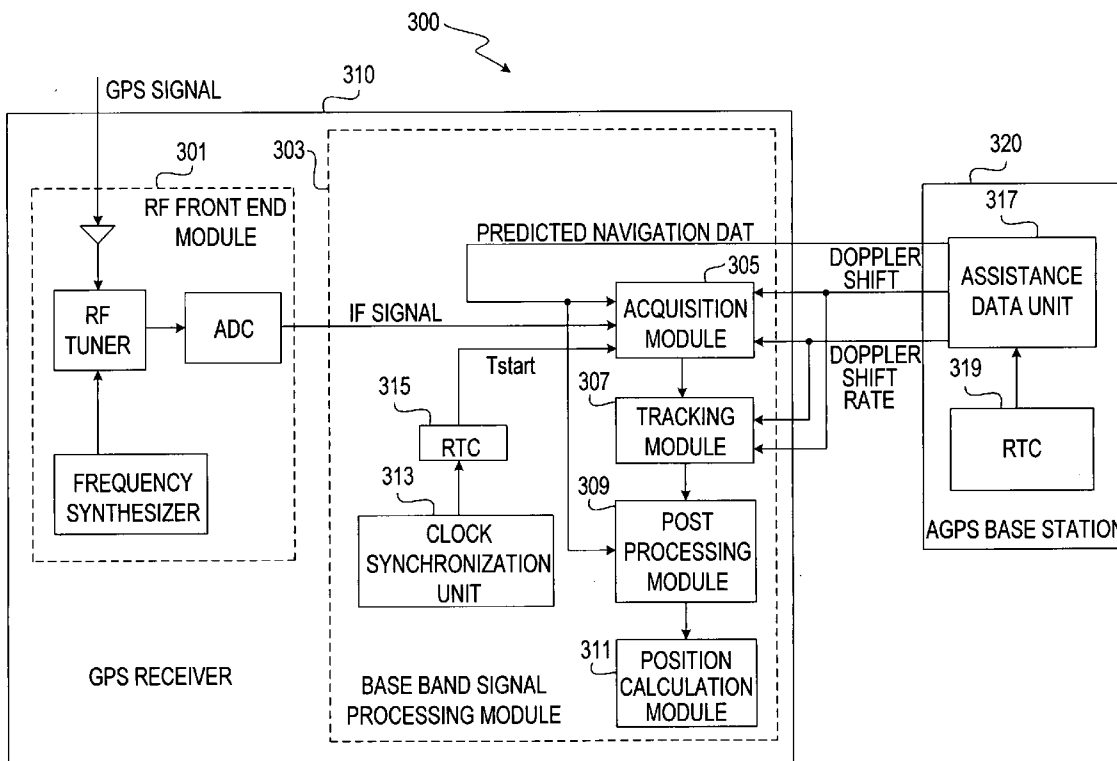 300
GPS SIGNAL
310
301
RF FRONT END
MODULE
RF
TUNER
ADC
FREQUENCY
SYNTHESIZER
GPS RECEIVER
303
PREDICTED NAVIGATION DAT
305
ACQUISITION
MODULE
IF SIGNAL
Tstart
315
RTC
313
CLOCK
SYNCHRONIZATION
UNIT
307
TRACKING
MODULE
309
POST
PROCESSING
MODULE
311
POSITION
CALCULATION
MODULE
BASE BAND SIGNAL
PROCESSING MODULE
DOPPLER
SHIFT
DOPPLER
SHIFT
RATE
320
317
ASSISTANCE
DATA UNIT
319
RTC
AGPS BASE STATION